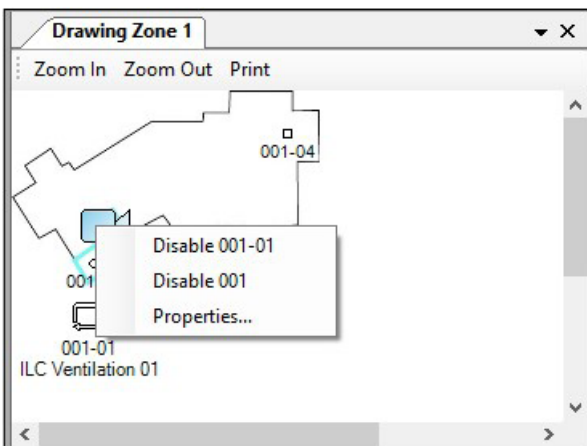 Drawing Zone 1
Zoom In Zoom Out Print
001-04
Disable 001-01
001
Disable 001
Properties...
001-01
ILC Ventilation 01